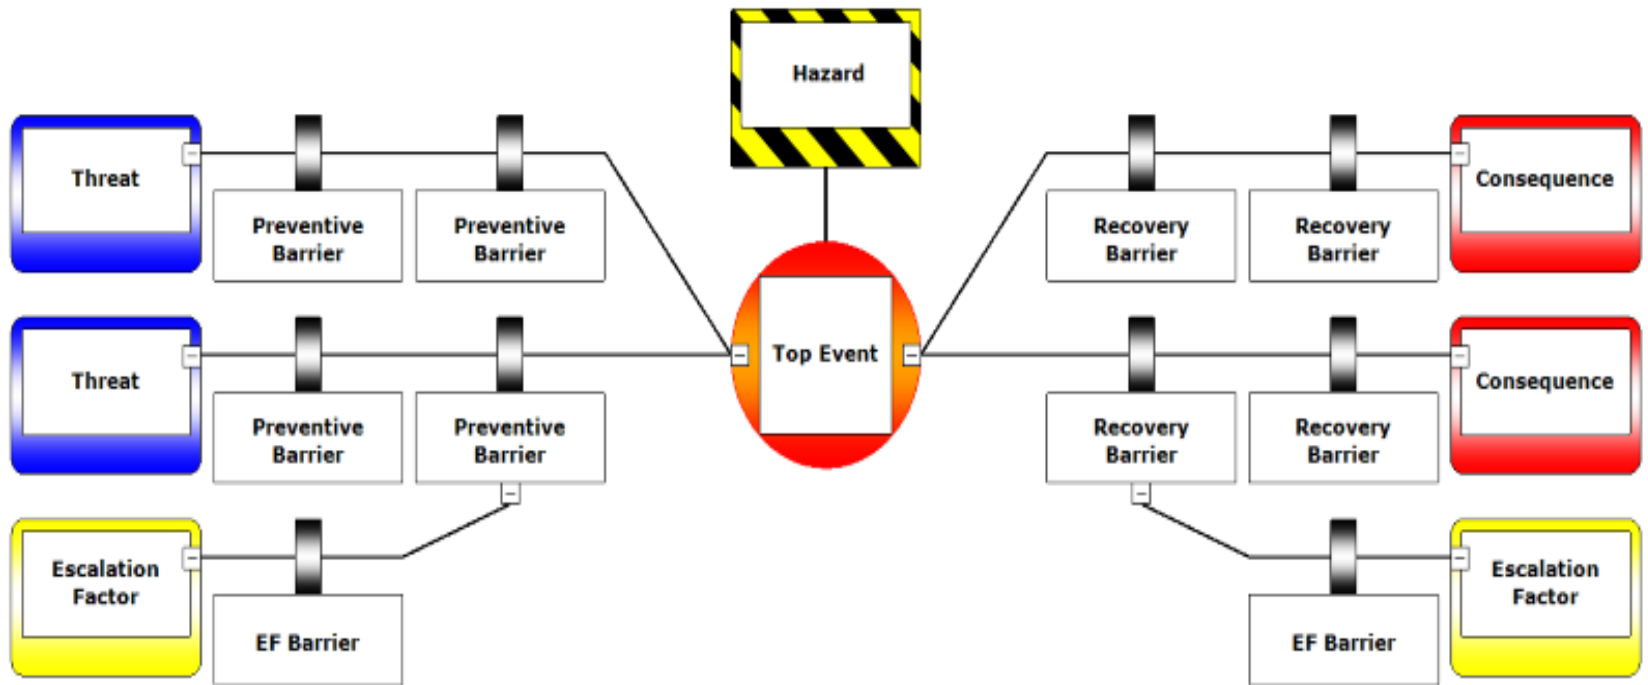 Hazard
Threat
Preventive
Barrier
Preventive
Barrier
Recovery
Barrier
Recovery
Barrier
Consequence
Top Event
Threat
Preventive
Barrier
Preventive
Barrier
Recovery
Barrier
Recovery
Barrier
Consequence
Escalation
Factor
EF Barrier
EF Barrier
Escalation
Factor